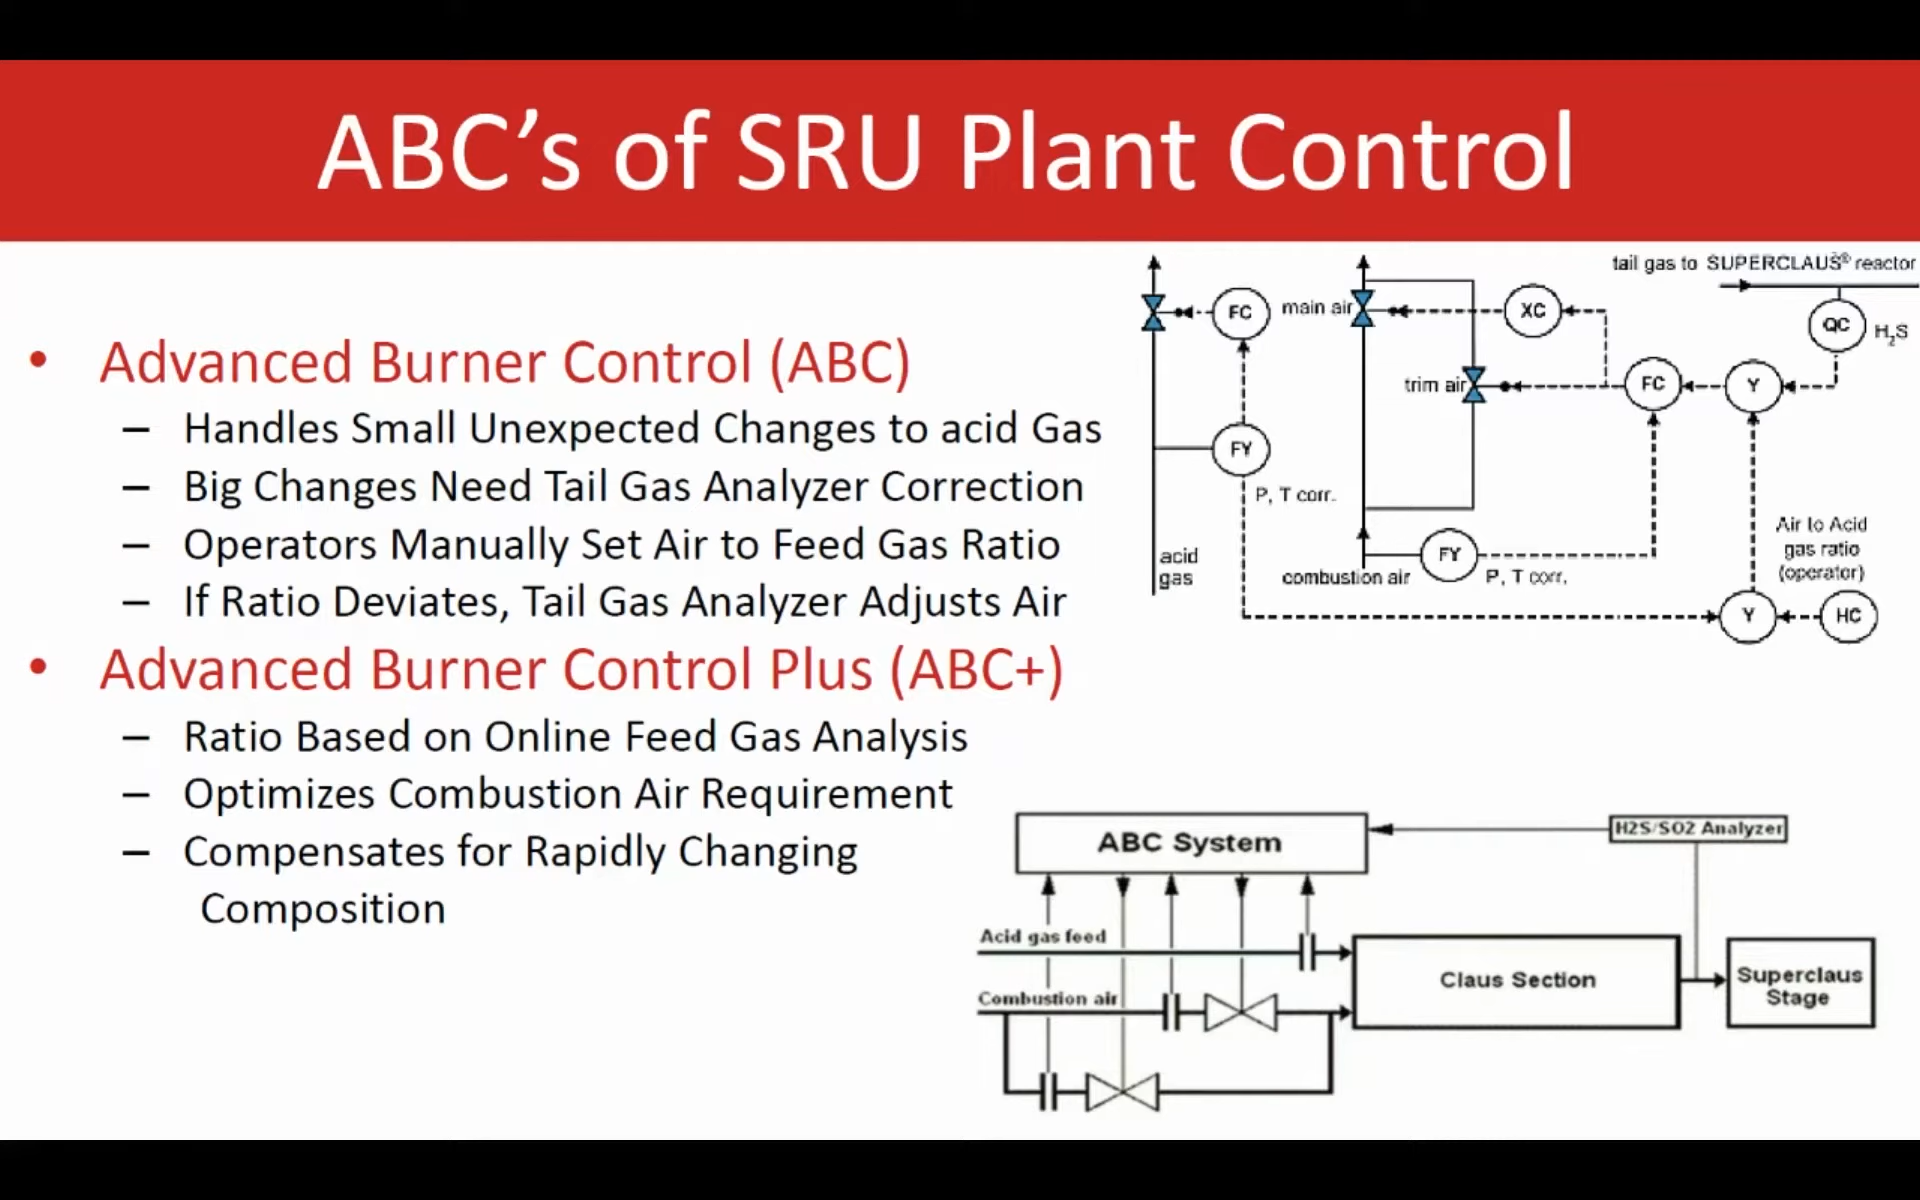 ABC's of SRU Plant Control
• Advanced Burner Control (ABC)
– Handles Small Unexpected Changes to acid Gas
– Big Changes Need Tail Gas Analyzer Correction
– Operators Manually Set Air to Feed Gas Ratio
– If Ratio Deviates, Tail Gas Analyzer Adjusts Air
• Advanced Burner Control Plus (ABC+)
– Ratio Based on Online Feed Gas Analysis
– Optimizes Combustion Air Requirement
– Compensates for Rapidly Changing
Composition
tail gas to SUPERCLAUS® reactor
FC
main air
XC
QC
H₂S
trim air
FC
Y
FY
P, T corr.
acid
gas
combustion air
FY
P, T corr.
Air to Acid
gas ratio
(operator)
Y
HC
ABC System
H2S/SO2 Analyzer
Acid gas feed
Combustion air
Claus Section
Superclaus
Stage